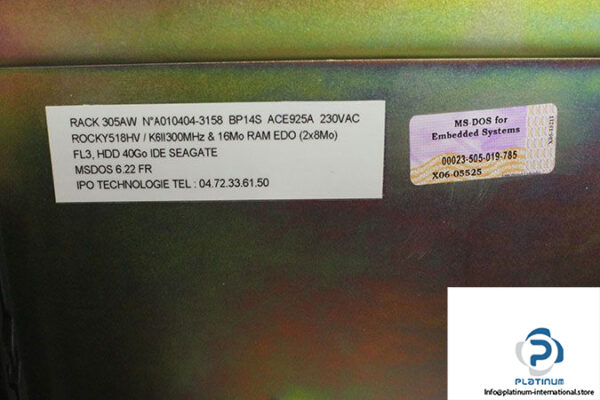 RACK 305AW N°A010404-3158 BP14S ACE925A 230VAC
ROCKY518HV / K6II300MHz & 16Mo RAM EDO (2x8Mo)
FL3, HDD 40Go IDE SEAGATE
MSDOS 6.22 FR
IPO TECHNOLOGIE TEL : 04.72.33.61.50
MS-DOS for
Embedded Systems
00023-505-019-785
X06-05525
PLATINUM
info@platinum-international.store